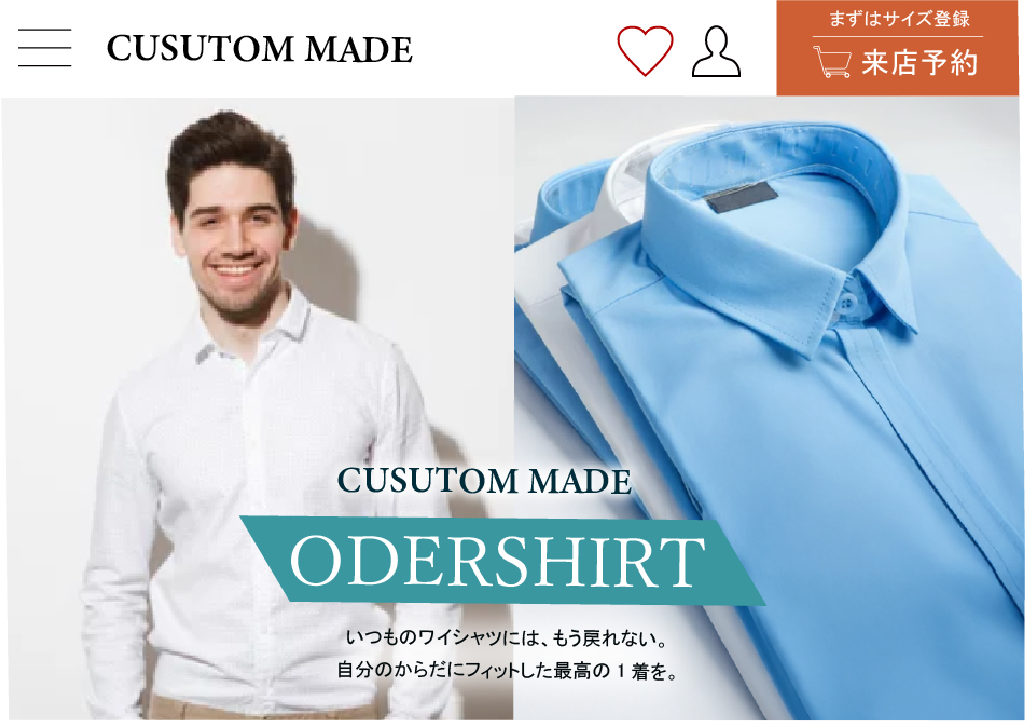 CUSUTOM MADE
まずはサイズ登録
来店予約
CUSUTOM MADE
ODERSHIRT
いつものワイシャツには、もう戻れない。
自分のからだにフィットした最高の1着を。